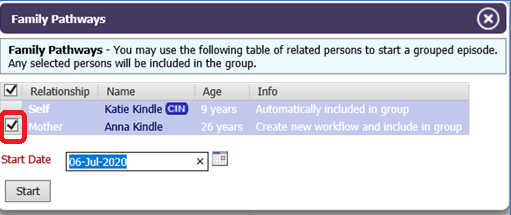 Family Pathways
Family Pathways - You may use the following table of related persons to start a grouped episode.
Any selected persons will be included in the group.
Relationship Name Age Info
Self Katie Kindle CIN 9 years Automatically included in group
Mother Anna Kindle 26 years Create new workflow and include in group
Start Date 06-Jul-2020
Start